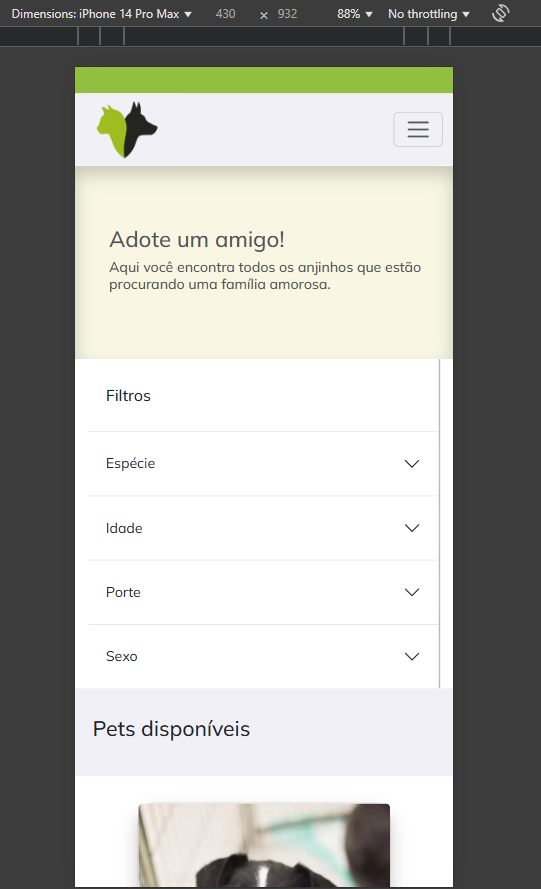 Dimensions: iPhone 14 Pro Max 430 × 932 88% No throttling
Adote um amigo!
Aqui você encontra todos os anjinhos que estão
procurando uma família amorosa.
Filtros
Espécie
Idade
Porte
Sexo
Pets disponíveis